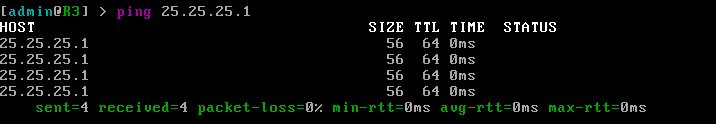 [admin@R3] > ping 25.25.25.1
HOST SIZE TTL TIME STATUS
25.25.25.1 56 64 0ms
25.25.25.1 56 64 0ms
25.25.25.1 56 64 0ms
25.25.25.1 56 64 0ms
sent=4 received=4 packet-loss=0% min-rtt=0ms avg-rtt=0ms max-rtt=0ms